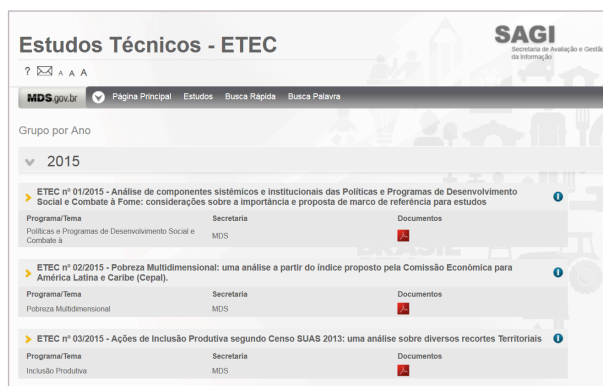 Estudos Técnicos - ETEC
SAGI
Secretaria de Avaliação e Gestão
da Informação
? A A A
MDS.gov.br Página Principal Estudos Busca Rápida Busca Palavra
Grupo por Ano
2015
ETEC nº 01/2015 - Análise de componentes sistêmicos e institucionais das Políticas e Programas de Desenvolvimento
Social e Combate à Fome: considerações sobre a importância e proposta de marco de referência para estudos
Programa/Tema Secretaria Documentos
Políticas e Programas de Desenvolvimento Social e
Combate à
MDS
BRASIL
ETEC nº 02/2015 - Pobreza Multidimensional: uma análise a partir do índice proposto pela Comissão Econômica para
América Latina e Caribe (Cepal).
Programa/Tema Secretaria Documentos
Pobreza Multidimensional MDS
ETEC nº 03/2015 - Ações de Inclusão Produtiva segundo Censo SUAS 2013: uma análise sobre diversos recortes Territoriais
Programa/Tema Secretaria Documentos
Inclusão Produtiva MDS